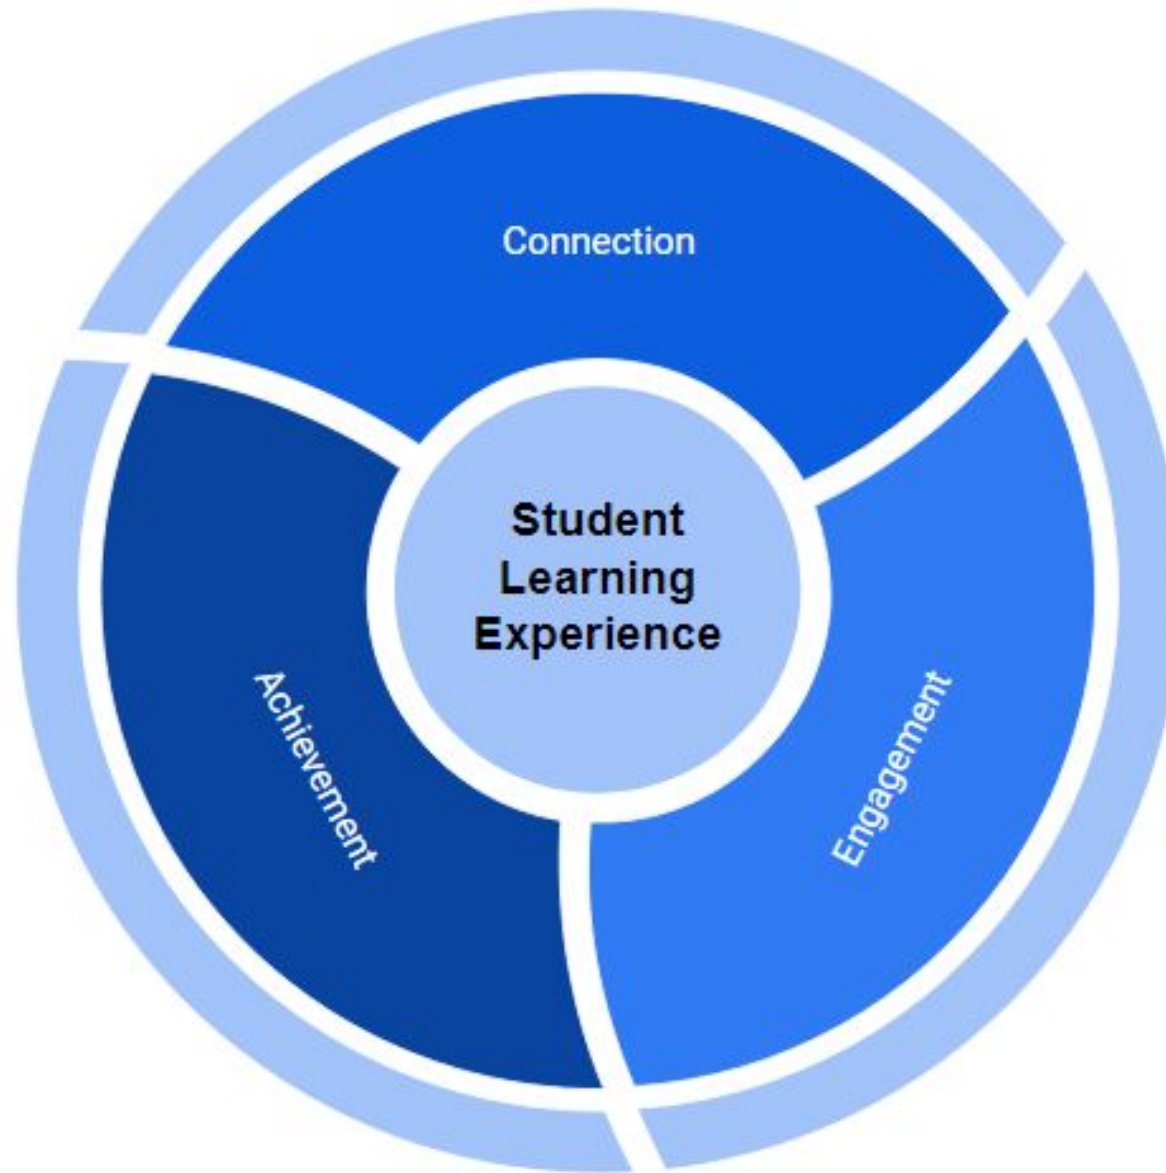 Connection
Student
Learning
Experience
Achievement
Engagement